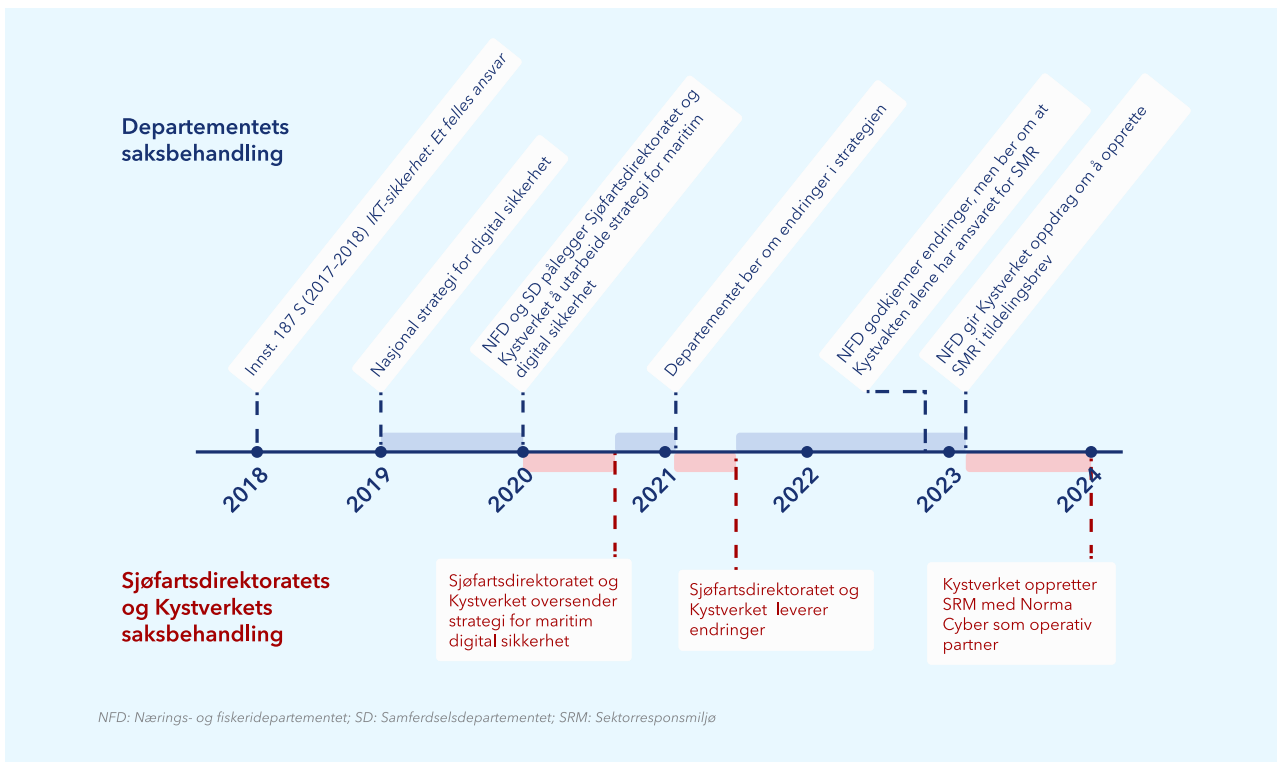 Departementets
saksbehandling
Innst. 187 S (2017-2018) IKT-sikkerhet: Et felles ansvar
Nasjonal strategi for digital sikkerhet
NFD og SD pålegger Sjøfartsdirektoratet og
Kystverket å utarbeide strategi for maritim
digital sikkerhet
Departementet ber om endringer i strategien
NFD godkjenner endringer, men ber om at
Kystvakten alene har ansvaret for SMR
NFD gir Kystverket oppdrag om å opprette
SMR i tildelingsbrev
2018
2019
2020
2021
2022
2023
2024
Sjøfartsdirektoratets
og Kystverkets
saksbehandling
Sjøfartsdirektoratet og
Kystverket oversender
strategi for maritim
digital sikkerhet
Sjøfartsdirektoratet og
Kystverket leverer
endringer
Kystverket oppretter
SRM med Norma
Cyber som operativ
partner
NFD: Nærings- og fiskeridepartementet; SD: Samferdselsdepartementet; SRM: Sektorresponsmiljø